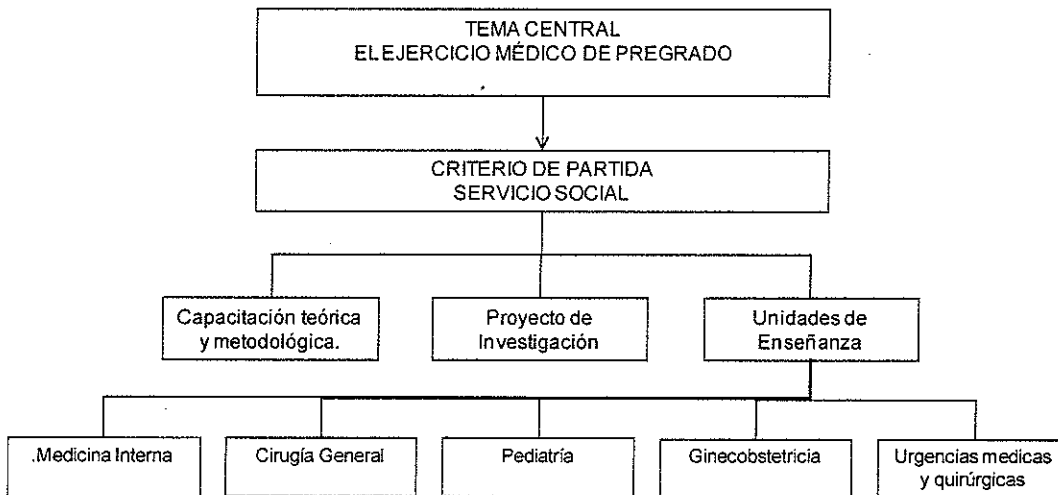 TEMA CENTRAL
EL EJERCICIO MÉDICO DE PREGRADO
CRITERIO DE PARTIDA
SERVICIO SOCIAL
Capacitación teórica
y metodológica.
Proyecto de
Investigación
Unidades de
Enseñanza
.Medicina Interna
Cirugía General
Pediatría
Ginecobstetricia
Urgencias medicas
y quirúrgicas